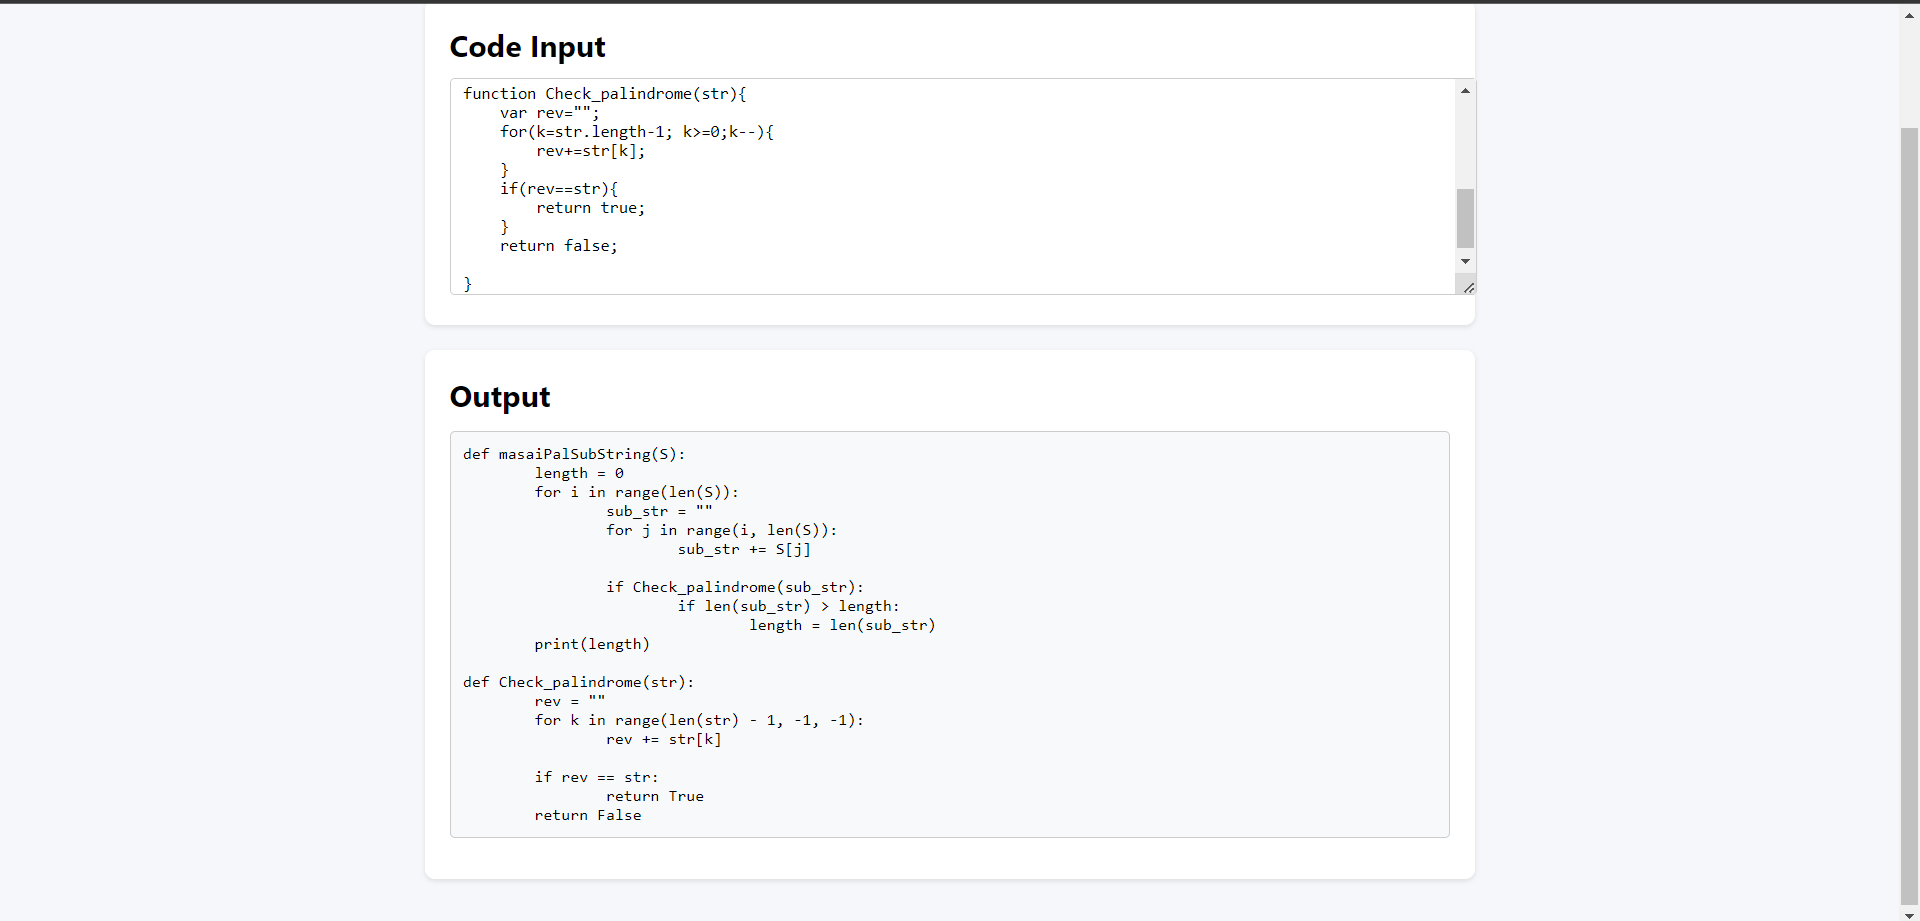 Code Input
function Check_palindrome(str){
    var rev="";
    for(k=str.length-1; k>=0;k--){
        rev+=str[k];
    }
    if(rev==str){
        return true;
    }
    return false;

}
Output
def masaiPalSubString(S):
        length = 0
        for i in range(len(S)):
                sub_str = ""
                for j in range(i, len(S)):
                        sub_str += S[j]

                if Check_palindrome(sub_str):
                        if len(sub_str) > length:
                                length = len(sub_str)
        print(length)

def Check_palindrome(str):
        rev = ""
        for k in range(len(str) - 1, -1, -1):
                rev += str[k]

        if rev == str:
                return True
        return False